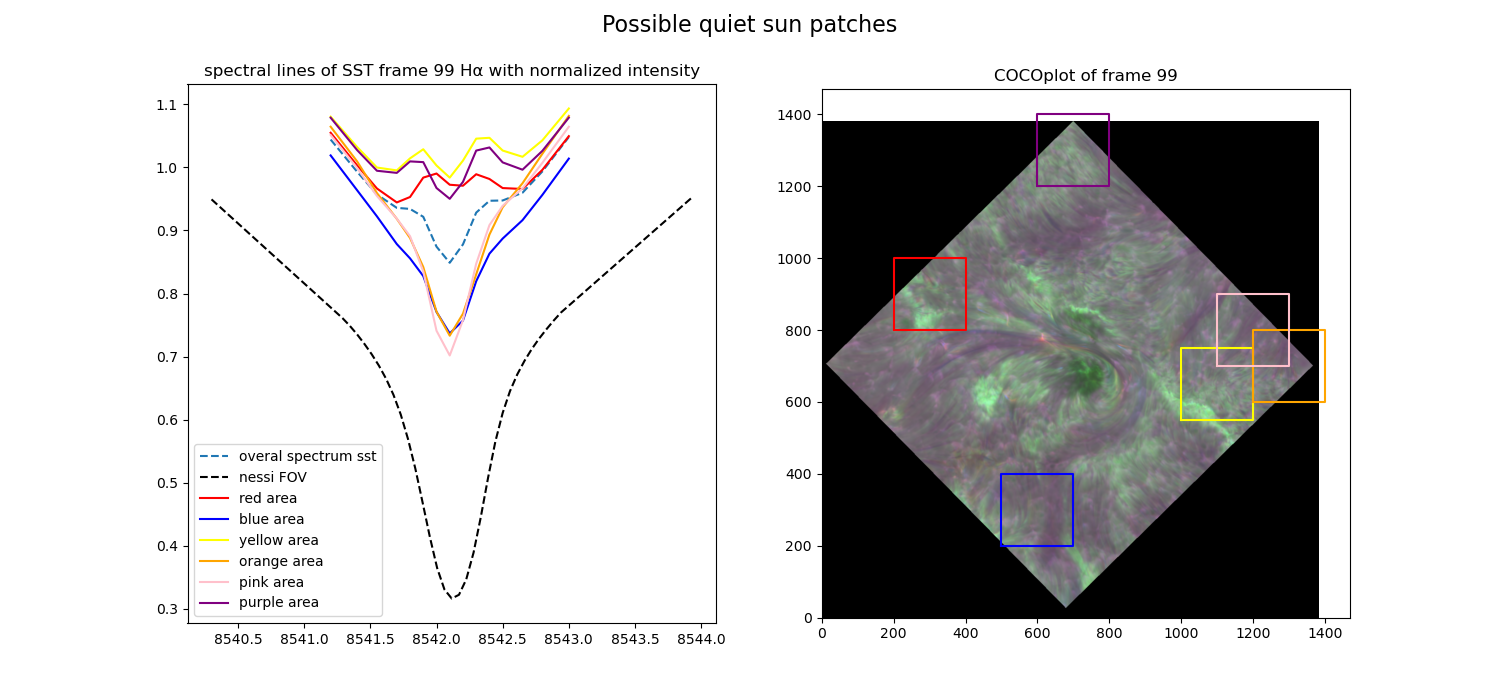 Possible quiet sun patches
spectral lines of SST frame 99 Hα with normalized intensity
1.1
1.0
0.9
0.8
0.7
0.6
0.5
0.4
0.3
overal spectrum sst
nessi FOV
red area
blue area
yellow area
orange area
pink area
purple area
8540.5 8541.0 8541.5 8542.0 8542.5 8543.0 8543.5 8544.0
COCOplot of frame 99
1400
1200
1000
800
600
400
200
0
0 200 400 600 800 1000 1200 1400